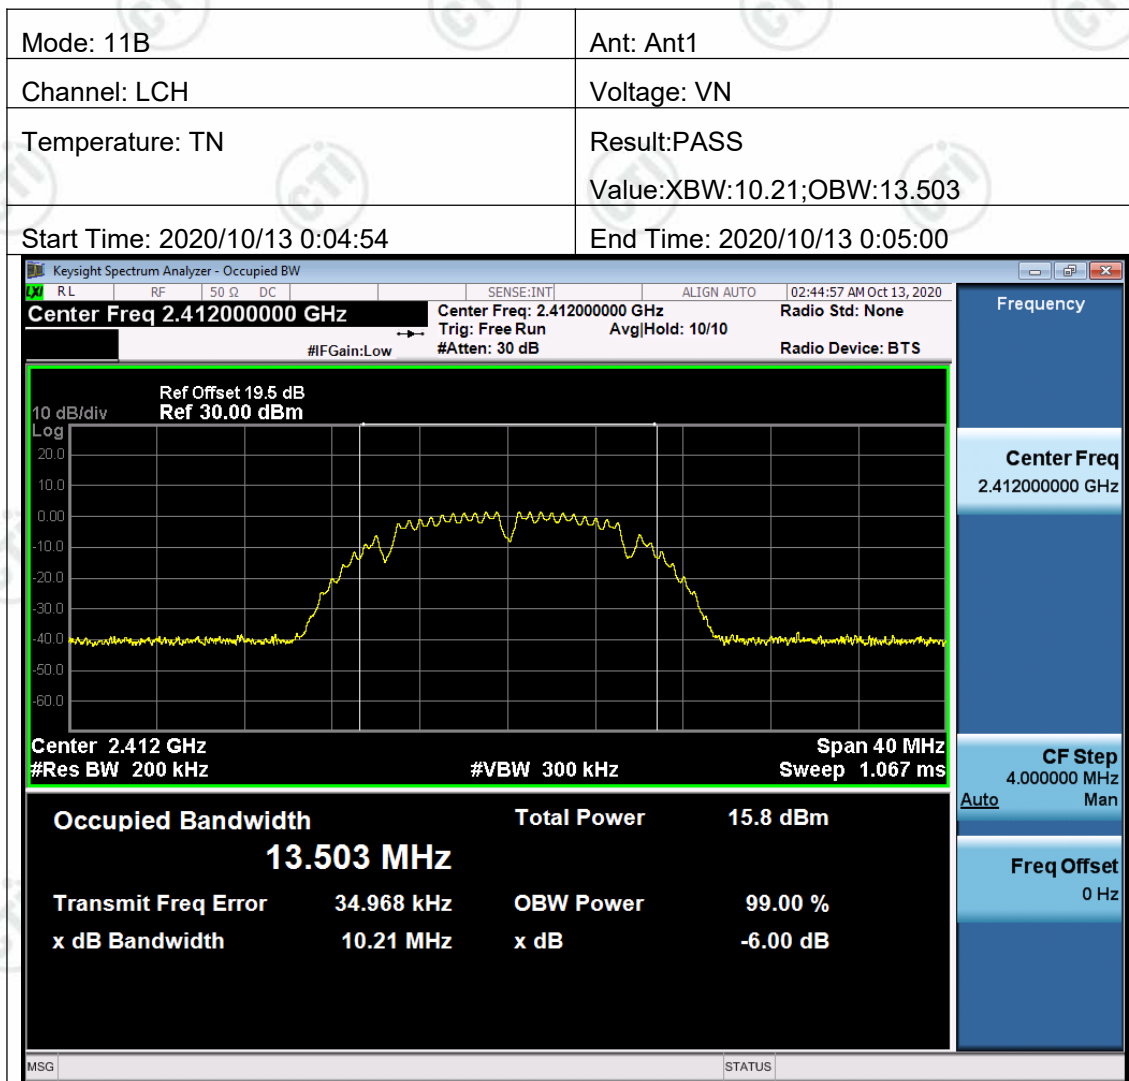 Mode: 11B
Ant: Ant1
Channel: LCH
Voltage: VN
Temperature: TN
Result:PASS
Value:XBW:10.21;OBW:13.503
Start Time: 2020/10/13 0:04:54
End Time: 2020/10/13 0:05:00
Keysight Spectrum Analyzer - Occupied BW
LXI RL RF 50 Ω DC SENSE:INT ALIGN AUTO 02:44:57 AM Oct 13, 2020
Center Freq 2.412000000 GHz
Center Freq: 2.412000000 GHz
Radio Std: None
Trig: Free Run Avg|Hold: 10/10
#IFGain:Low
#Atten: 30 dB
Radio Device: BTS
Ref Offset 19.5 dB
10 dB/div Ref 30.00 dBm
Log
20.0
10.0
0.00
-10.0
-20.0
-30.0
-40.0
-50.0
-60.0
Center 2.412 GHz
Span 40 MHz
#Res BW 200 kHz
#VBW 300 kHz
Sweep 1.067 ms
Occupied Bandwidth
Total Power 15.8 dBm
13.503 MHz
Transmit Freq Error 34.968 kHz
OBW Power 99.00 %
x dB Bandwidth 10.21 MHz
x dB -6.00 dB
MSG
STATUS
Frequency
Center Freq
2.412000000 GHz
CF Step
4.000000 MHz
Auto Man
Freq Offset
0 Hz
CTI
CTI
CTI
CTI
CTI
CTI
CTI